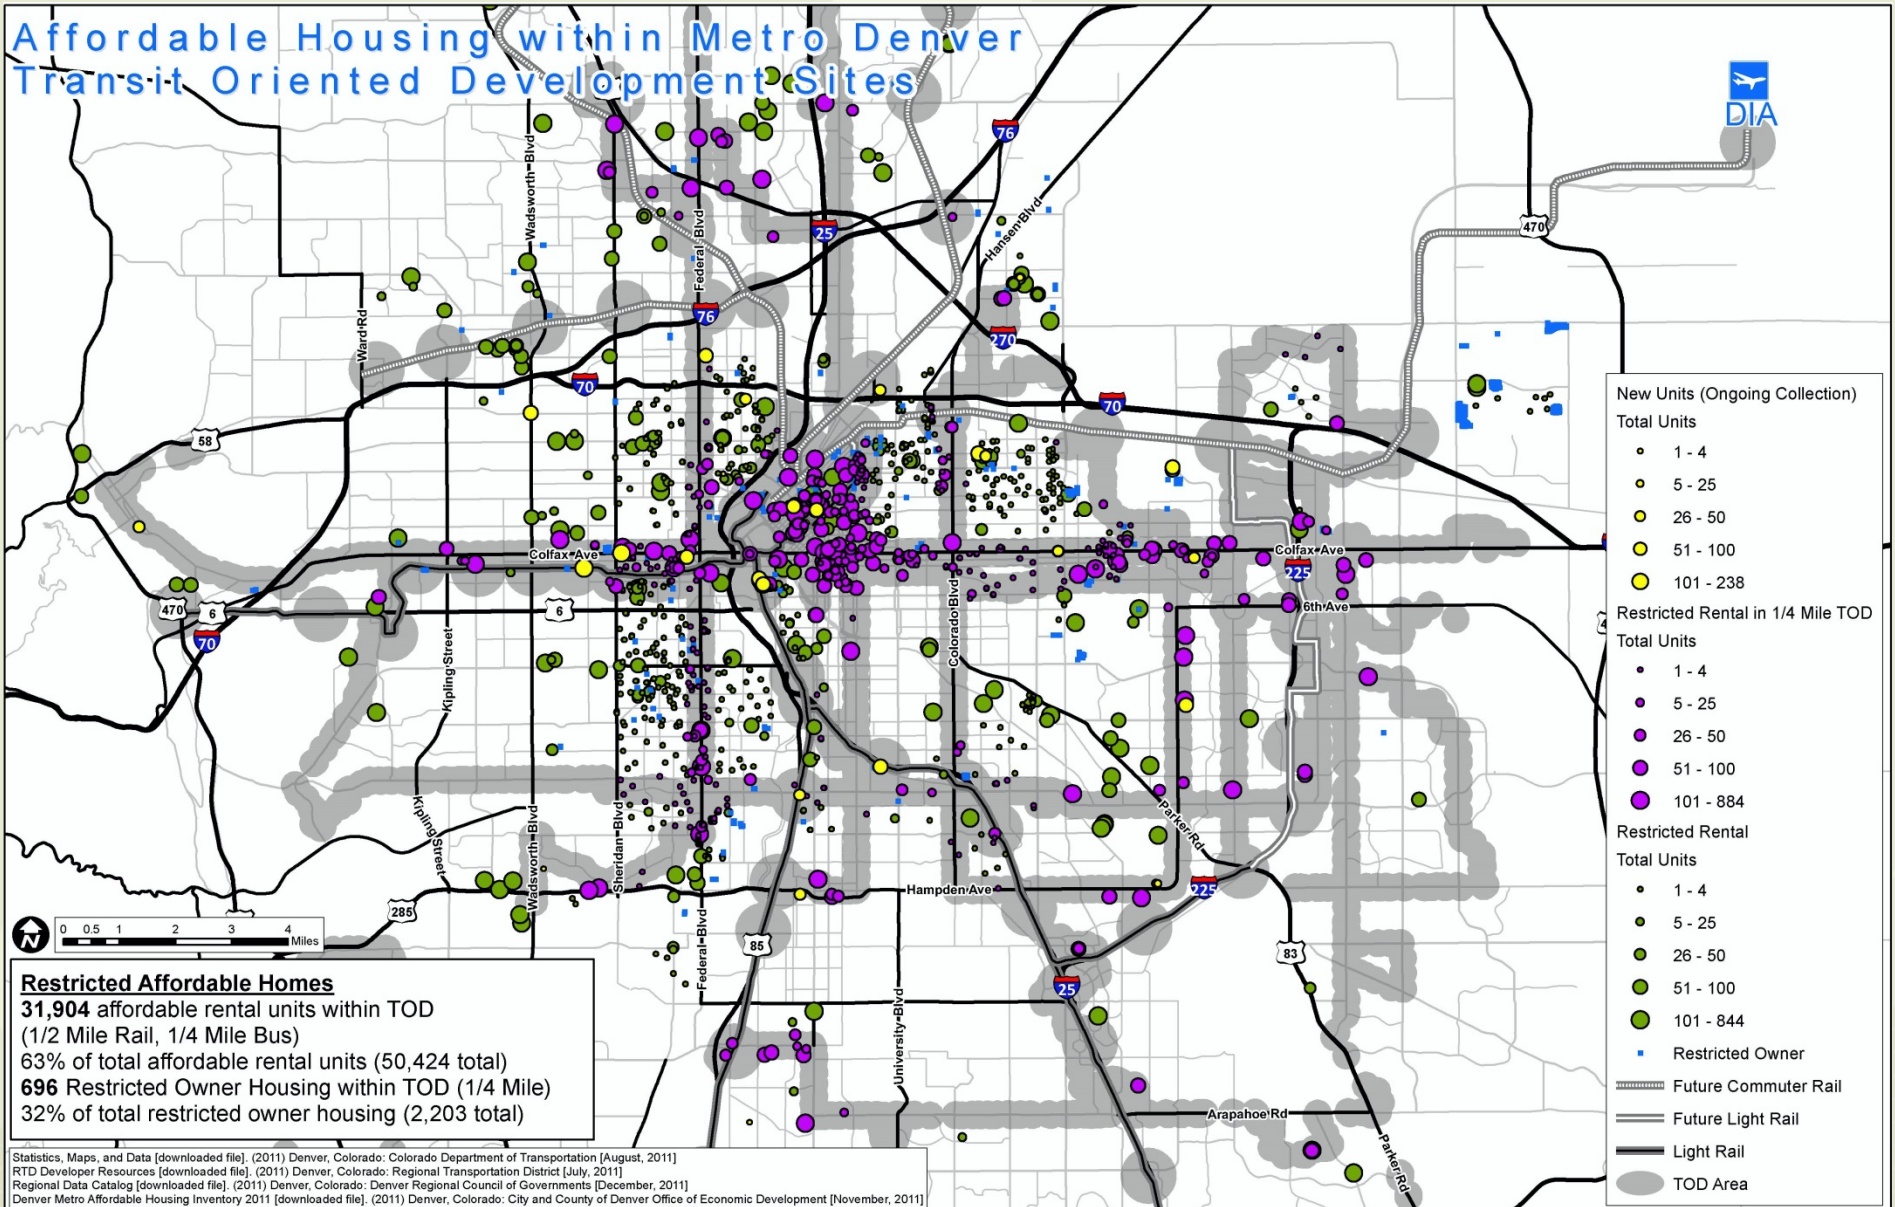 Affordable Housing within Metro Denver
Transit Oriented Development Sites
DIA
76
Wadsworth Blvd
25
Federal Blvd
Hansen Blvd
470
76
Ward Rd
270
70
70
58
Colfax Ave
Colfax Ave
225
470
6
6
6th Ave
70
Kipling Street
Colorado Blvd
Kipling Street
Wadsworth Blvd
Sheridan Blvd
Parker Rd
Hampden Ave
225
285
Federal Blvd
85
83
25
University Blvd
Arapahoe Rd
Parker Rd
N
0 0.5 1 2 3 4
Miles
New Units (Ongoing Collection)
Total Units
1 - 4
5 - 25
26 - 50
51 - 100
101 - 238
Restricted Rental in 1/4 Mile TOD
Total Units
1 - 4
5 - 25
26 - 50
51 - 100
101 - 884
Restricted Rental
Total Units
1 - 4
5 - 25
26 - 50
51 - 100
101 - 844
Restricted Owner
Future Commuter Rail
Future Light Rail
Light Rail
TOD Area
Restricted Affordable Homes
31,904 affordable rental units within TOD
(1/2 Mile Rail, 1/4 Mile Bus)
63% of total affordable rental units (50,424 total)
696 Restricted Owner Housing within TOD (1/4 Mile)
32% of total restricted owner housing (2,203 total)
Statistics, Maps, and Data [downloaded file]. (2011) Denver, Colorado: Colorado Department of Transportation [August, 2011]
RTD Developer Resources [downloaded file]. (2011) Denver, Colorado: Regional Transportation District [July, 2011]
Regional Data Catalog [downloaded file]. (2011) Denver, Colorado: Denver Regional Council of Governments [December, 2011]
Denver Metro Affordable Housing Inventory 2011 [downloaded file]. (2011) Denver, Colorado: City and County of Denver Office of Economic Development [November, 2011]